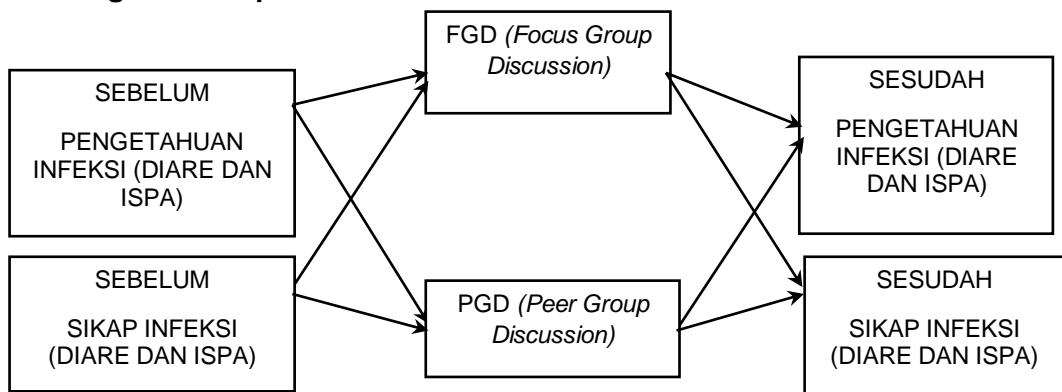 FGD (Focus Group
Discussion)
SEBELUM
PENGETAHUAN
INFEKSI (DIARE DAN
ISPA)
SESUDAH
PENGETAHUAN
INFEKSI (DIARE
DAN ISPA)
SEBELUM
SIKAP INFEKSI
(DIARE DAN ISPA)
PGD (Peer Group
Discussion)
SESUDAH
SIKAP INFEKSI
(DIARE DAN ISPA)